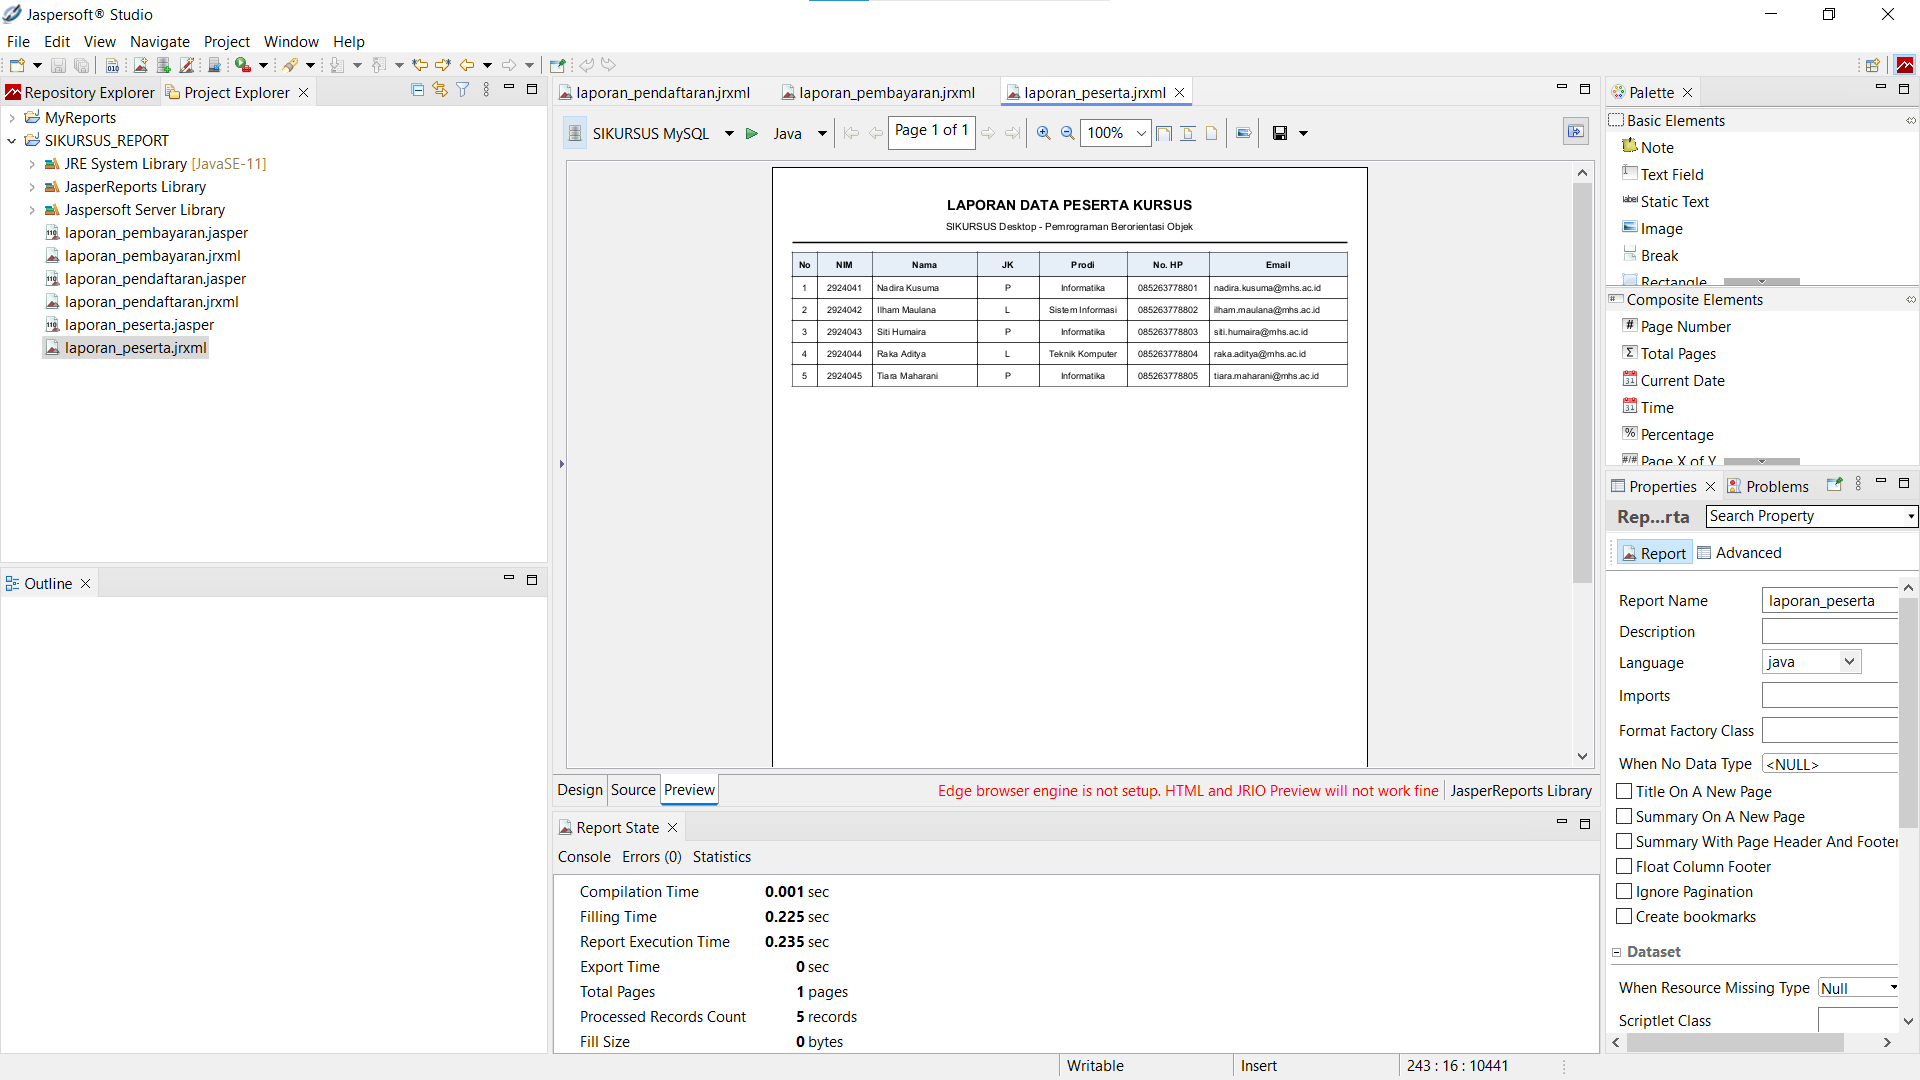 Jaspersoft® Studio
File Edit View Navigate Project Window Help
Repository Explorer Project Explorer
MyReports
SIKURSUS_REPORT
JRE System Library [JavaSE-11]
JasperReports Library
Jaspersoft Server Library
laporan_pembayaran.jasper
laporan_pembayaran.jrxml
laporan_pendaftaran.jasper
laporan_pendaftaran.jrxml
laporan_peserta.jasper
laporan_peserta.jrxml
Outline
laporan_pendaftaran.jrxml laporan_pembayaran.jrxml laporan_peserta.jrxml
SIKURSUS MySQL Java Page 1 of 1 100%
LAPORAN DATA PESERTA KURSUS
SIKURSUS Desktop - Pemrograman Berorientasi Objek
No NIM Nama JK Prodi No. HP Email
1 2924041 Nadira Kusuma P Informatika 085263778801 nadira.kusuma@mhs.ac.id
2 2924042 Ilham Maulana L Sistem Informasi 085263778802 ilham.maulana@mhs.ac.id
3 2924043 Siti Humaira P Informatika 085263778803 siti.humaira@mhs.ac.id
4 2924044 Raka Aditya L Teknik Komputer 085263778804 raka.aditya@mhs.ac.id
5 2924045 Tiara Maharani P Informatika 085263778805 tiara.maharani@mhs.ac.id
Design Source Preview Edge browser engine is not setup. HTML and JRIO Preview will not work fine JasperReports Library
Report State
Console Errors (0) Statistics
Compilation Time 0.001 sec
Filling Time 0.225 sec
Report Execution Time 0.235 sec
Export Time 0 sec
Total Pages 1 pages
Processed Records Count 5 records
Fill Size 0 bytes
Palette
Basic Elements
Note
Text Field
label Static Text
Image
Break
Rectangle
Composite Elements
# Page Number
Σ Total Pages
31 Current Date
31 Time
% Percentage
#/# Page X of Y
Properties Problems
Rep...rta Search Property
Report Advanced
Report Name laporan_peserta
Description
Language java
Imports
Format Factory Class
When No Data Type <NULL>
Title On A New Page
Summary On A New Page
Summary With Page Header And Footer
Float Column Footer
Ignore Pagination
Create bookmarks
Dataset
When Resource Missing Type Null
Scriptlet Class
Writable Insert 243 : 16 : 10441